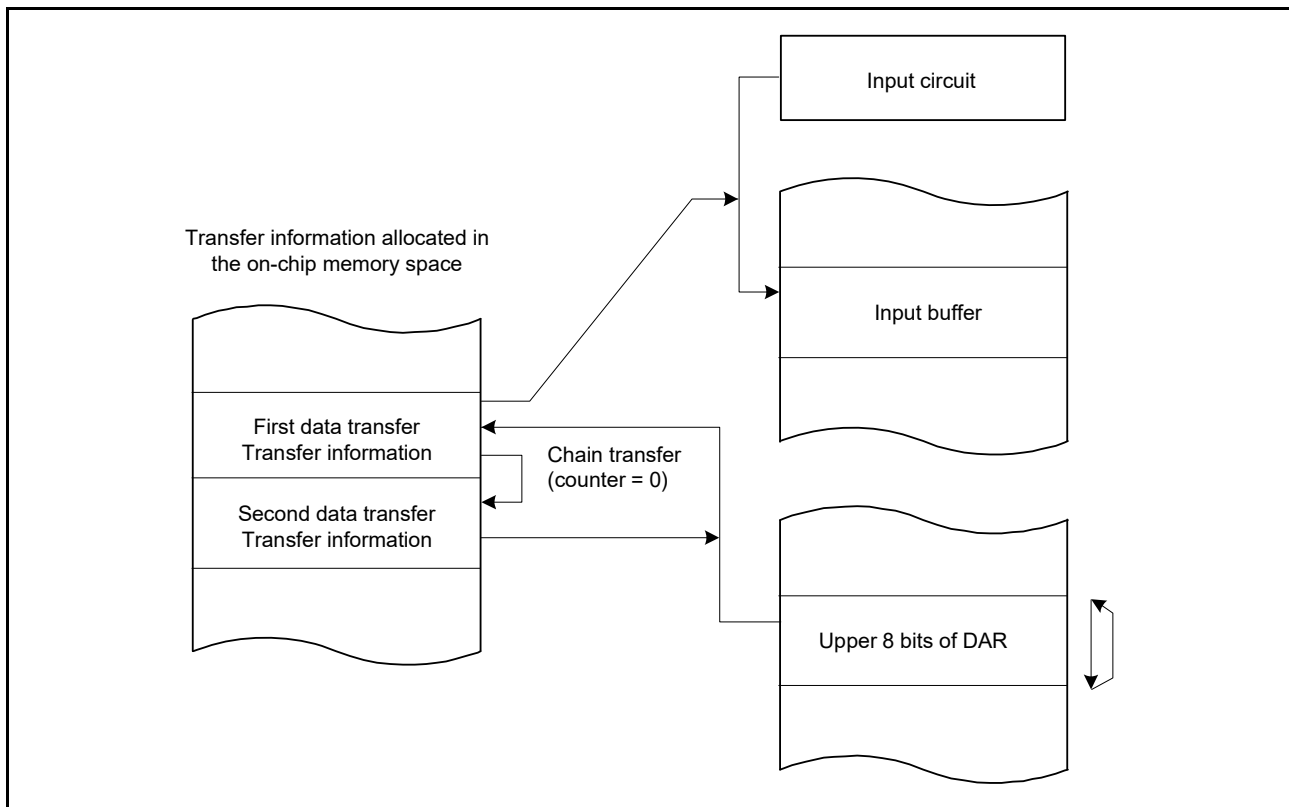 Input circuit
Transfer information allocated in
the on-chip memory space
Input buffer
First data transfer
Transfer information
Chain transfer
(counter = 0)
Second data transfer
Transfer information
Upper 8 bits of DAR